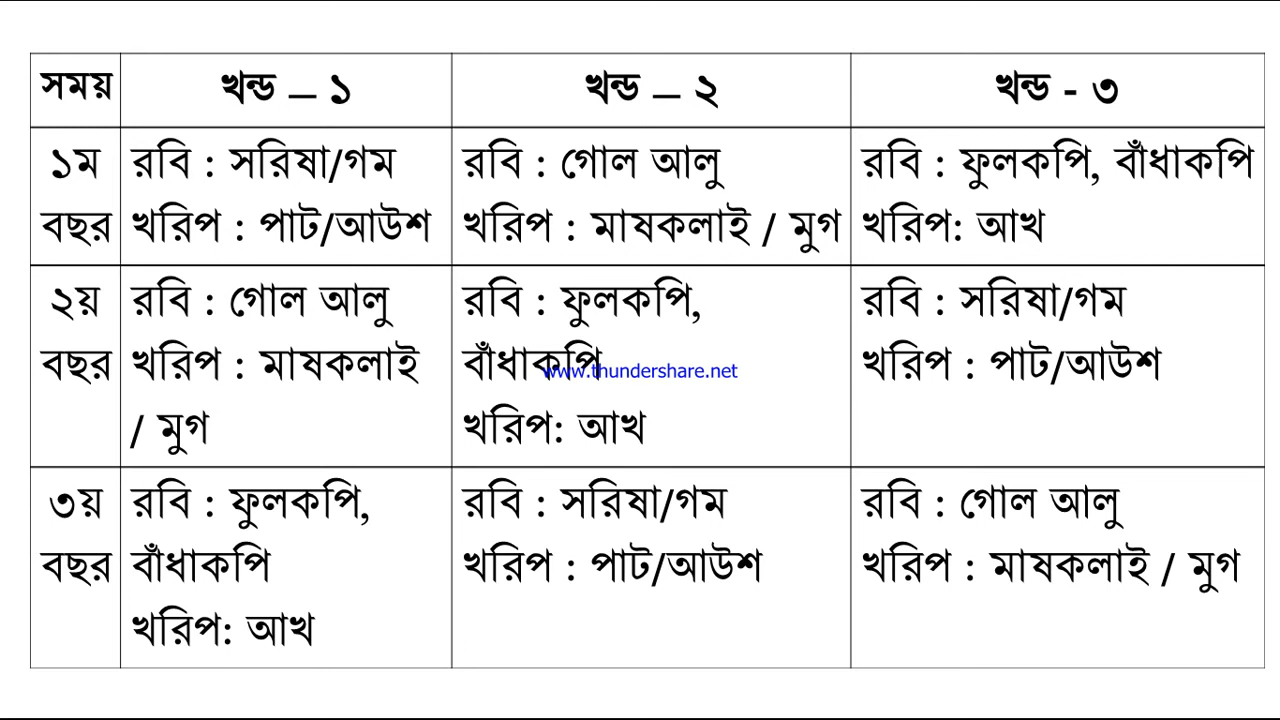 সময় খন্ড – ১ খন্ড – ২ খন্ড - ৩
১ম রবি : সরিষা/গম রবি : গোল আলু রবি : ফুলকপি, বাঁধাকপি
বছর খরিপ : পাট/আউশ খরিপ : মাষকলাই / মুগ খরিপ: আখ
২য় রবি : গোল আলু রবি : ফুলকপি, রবি : সরিষা/গম
বছর খরিপ : মাষকলাই বাঁধাকপি খরিপ : পাট/আউশ
www.thundershare.net
/ মুগ খরিপ: আখ
৩য় রবি : ফুলকপি, রবি : সরিষা/গম রবি : গোল আলু
বছর বাঁধাকপি খরিপ : পাট/আউশ খরিপ : মাষকলাই / মুগ
খরিপ: আখ